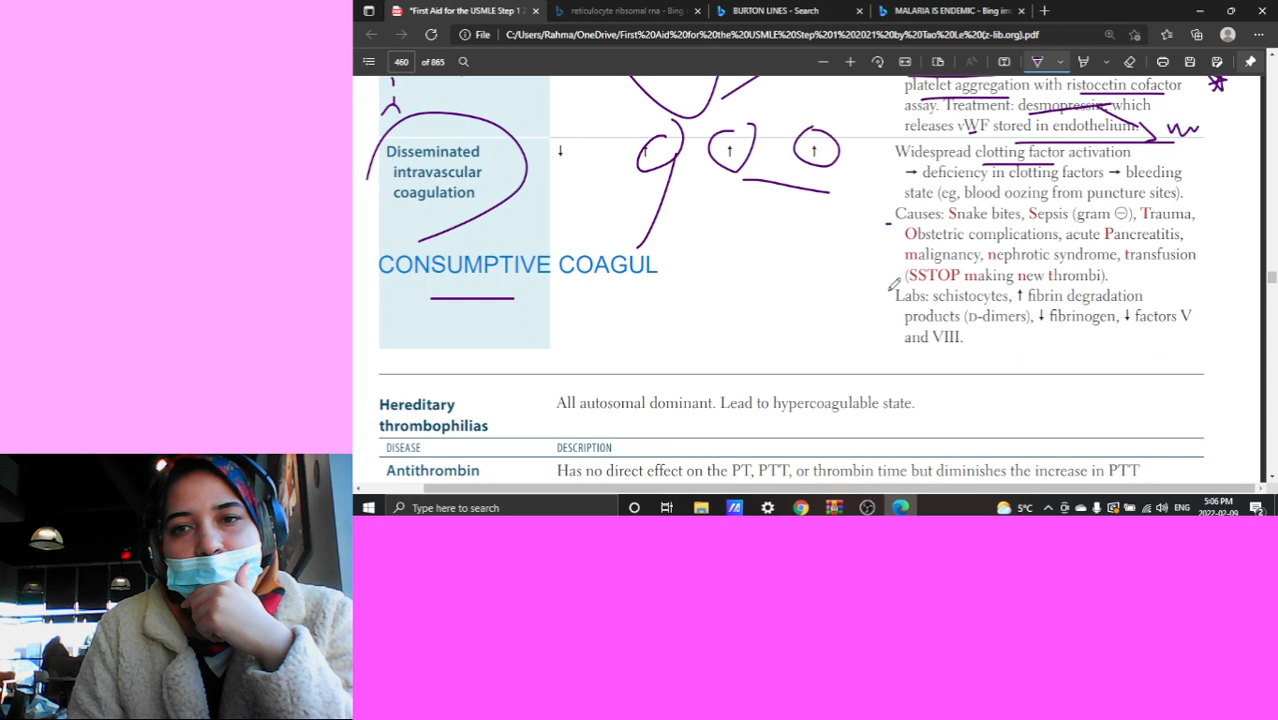 "First Aid for the USMLE Step 1 2
reticulocyte ribsomal rna - Bing
BURTON LINES - Search
MALARIA IS ENDEMIC - Bing im
File
C:/Users/Rahma/OneDrive/First%20Aid%20for%20the%20USMLE%20Step%201%202021%20by%20Tao%20Le%20(z-lib.org).pdf
460 of 865
platelet aggregation with ristocetin cofactor
assay. Treatment: desmopressin, which
releases vWF stored in endothelium.
Disseminated
intravascular
coagulation
↓ ↑ ↑ ↑
Widespread clotting factor activation
→ deficiency in clotting factors → bleeding
state (eg, blood oozing from puncture sites).
Causes: Snake bites, Sepsis (gram ⊖), Trauma,
Obstetric complications, acute Pancreatitis,
malignancy, nephrotic syndrome, transfusion
(SSTOP making new thrombi).
Labs: schistocytes, ↑ fibrin degradation
products (D-dimers), ↓ fibrinogen, ↓ factors V
and VIII.
CONSUMPTIVE COAGUL
Hereditary
thrombophilias
All autosomal dominant. Lead to hypercoagulable state.
DISEASE DESCRIPTION
Antithrombin Has no direct effect on the PT, PTT, or thrombin time but diminishes the increase in PTT
Type here to search
5°C
ENG
5:06 PM
2022-02-09